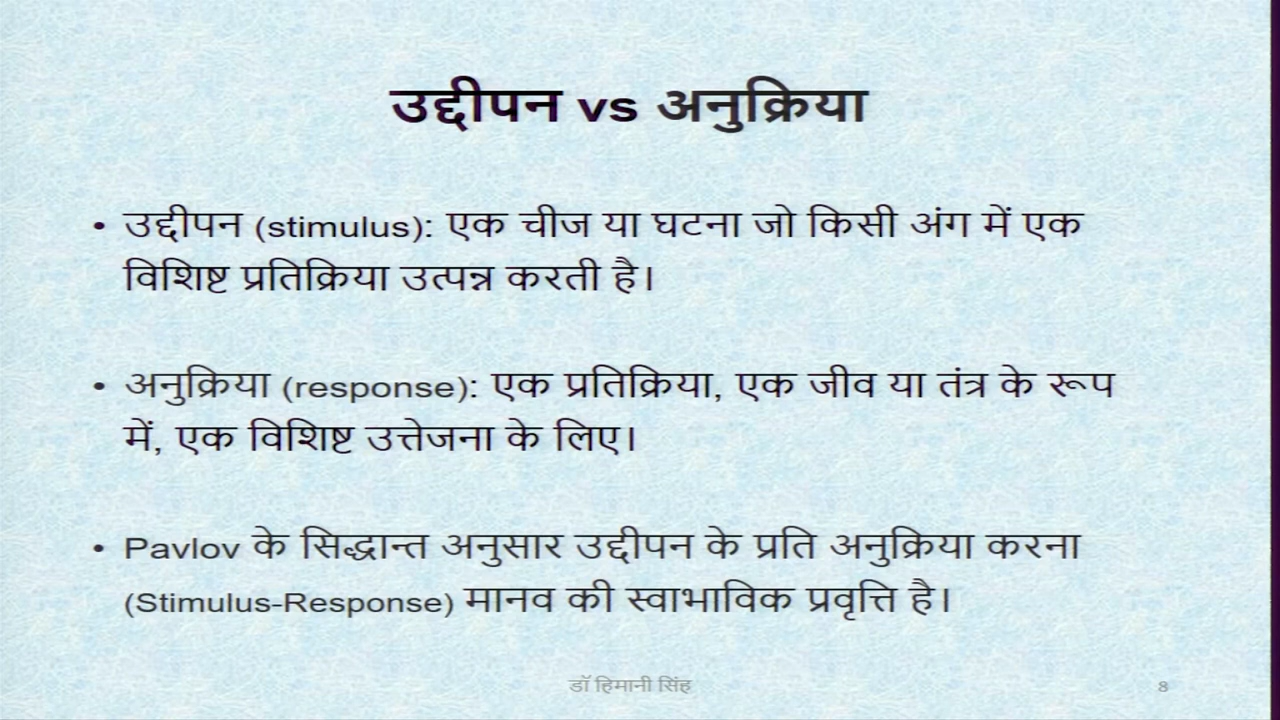 उद्दीपन vs अनुक्रिया
• उद्दीपन (stimulus): एक चीज या घटना जो किसी अंग में एक
विशिष्ट प्रतिक्रिया उत्पन्न करती है।
• अनुक्रिया (response): एक प्रतिक्रिया, एक जीव या तंत्र के रूप
में, एक विशिष्ट उत्तेजना के लिए।
• Pavlov के सिद्धान्त अनुसार उद्दीपन के प्रति अनुक्रिया करना
(Stimulus-Response) मानव की स्वाभाविक प्रवृत्ति है।
डॉ हिमानी सिंह 8